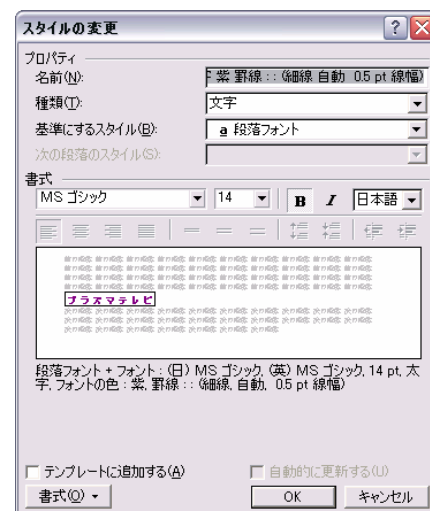 スタイルの変更
プロパティ
名前(N):
F 紫 罫線 : : (細線 自動 0.5 pt 線幅)
種類(T):
文字
基準にするスタイル(B):
a 段落フォント
次の段落のスタイル(S):
書式
MS ゴシック 14 B I 日本語
プラズマテレビ
段落フォント + フォント : (日) MS ゴシック, (英) MS ゴシック, 14 pt, 太
字, フォントの色 : 紫, 罫線 : : (細線, 自動, 0.5 pt 線幅)
テンプレートに追加する(A)
自動的に更新する(U)
書式(O)
OK
キャンセル